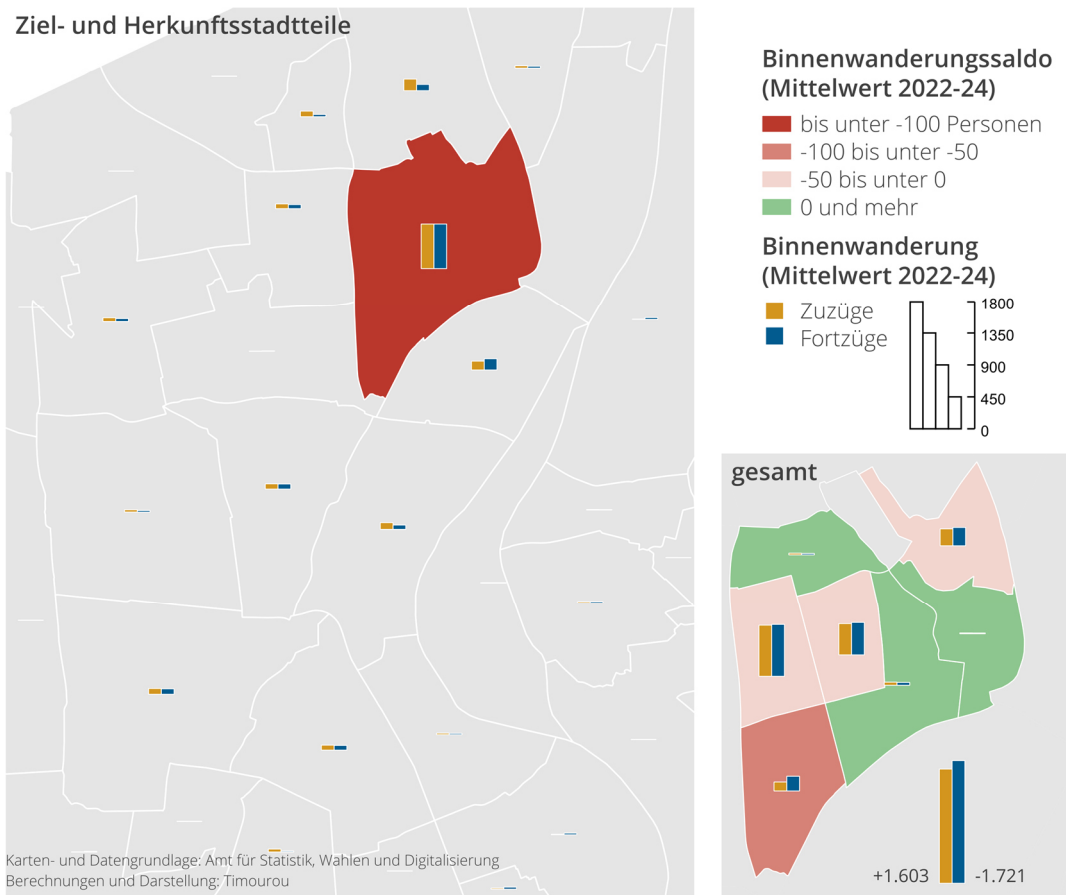 Ziel- und Herkunftsstadtteile
Binnenwanderungssaldo
(Mittelwert 2022-24)
bis unter -100 Personen
-100 bis unter -50
-50 bis unter 0
0 und mehr
Binnenwanderung
(Mittelwert 2022-24)
Zuzüge
Fortzüge
1800
1350
900
450
0
gesamt
+1.603
-1.721
Karten- und Datengrundlage: Amt für Statistik, Wahlen und Digitalisierung
Berechnungen und Darstellung: Timourou